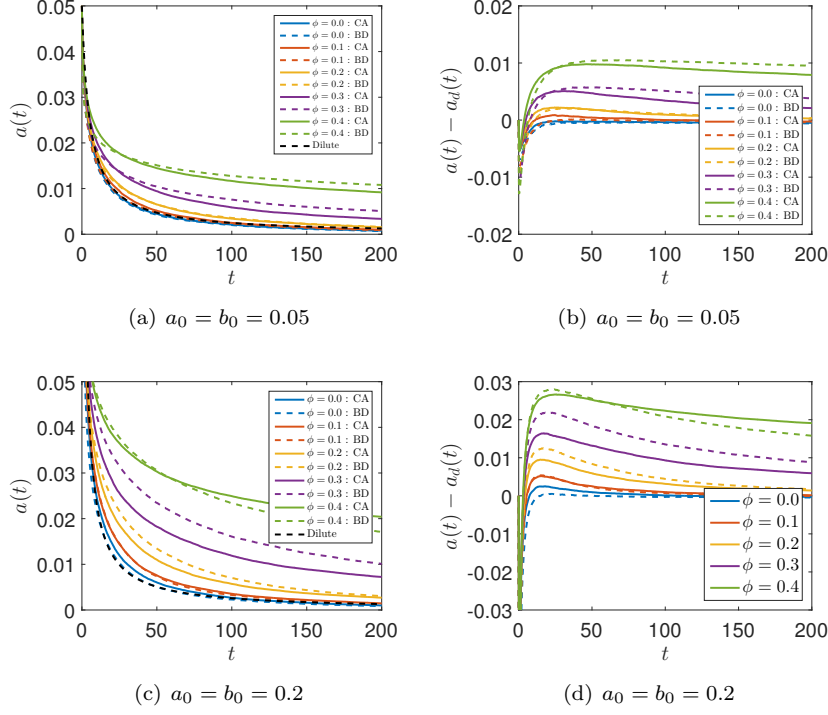 0.05
0.04
0.03
0.02
0.01
0
a(t)
0
50
100
150
200
t
ϕ = 0.0 : CA
ϕ = 0.0 : BD
ϕ = 0.1 : CA
ϕ = 0.1 : BD
ϕ = 0.2 : CA
ϕ = 0.2 : BD
ϕ = 0.3 : CA
ϕ = 0.3 : BD
ϕ = 0.4 : CA
ϕ = 0.4 : BD
Dilute
(a) a₀ = b₀ = 0.05
0.02
0.01
0
-0.01
-0.02
a(t) − a_d(t)
0
50
100
150
200
t
ϕ = 0.0 : CA
ϕ = 0.0 : BD
ϕ = 0.1 : CA
ϕ = 0.1 : BD
ϕ = 0.2 : CA
ϕ = 0.2 : BD
ϕ = 0.3 : CA
ϕ = 0.3 : BD
ϕ = 0.4 : CA
ϕ = 0.4 : BD
(b) a₀ = b₀ = 0.05
0.05
0.04
0.03
0.02
0.01
0
a(t)
0
50
100
150
200
t
ϕ = 0.0 : CA
ϕ = 0.0 : BD
ϕ = 0.1 : CA
ϕ = 0.1 : BD
ϕ = 0.2 : CA
ϕ = 0.2 : BD
ϕ = 0.3 : CA
ϕ = 0.3 : BD
ϕ = 0.4 : CA
ϕ = 0.4 : BD
Dilute
(c) a₀ = b₀ = 0.2
0.03
0.02
0.01
0
-0.01
-0.02
-0.03
a(t) − a_d(t)
0
50
100
150
200
t
ϕ = 0.0
ϕ = 0.1
ϕ = 0.2
ϕ = 0.3
ϕ = 0.4
(d) a₀ = b₀ = 0.2